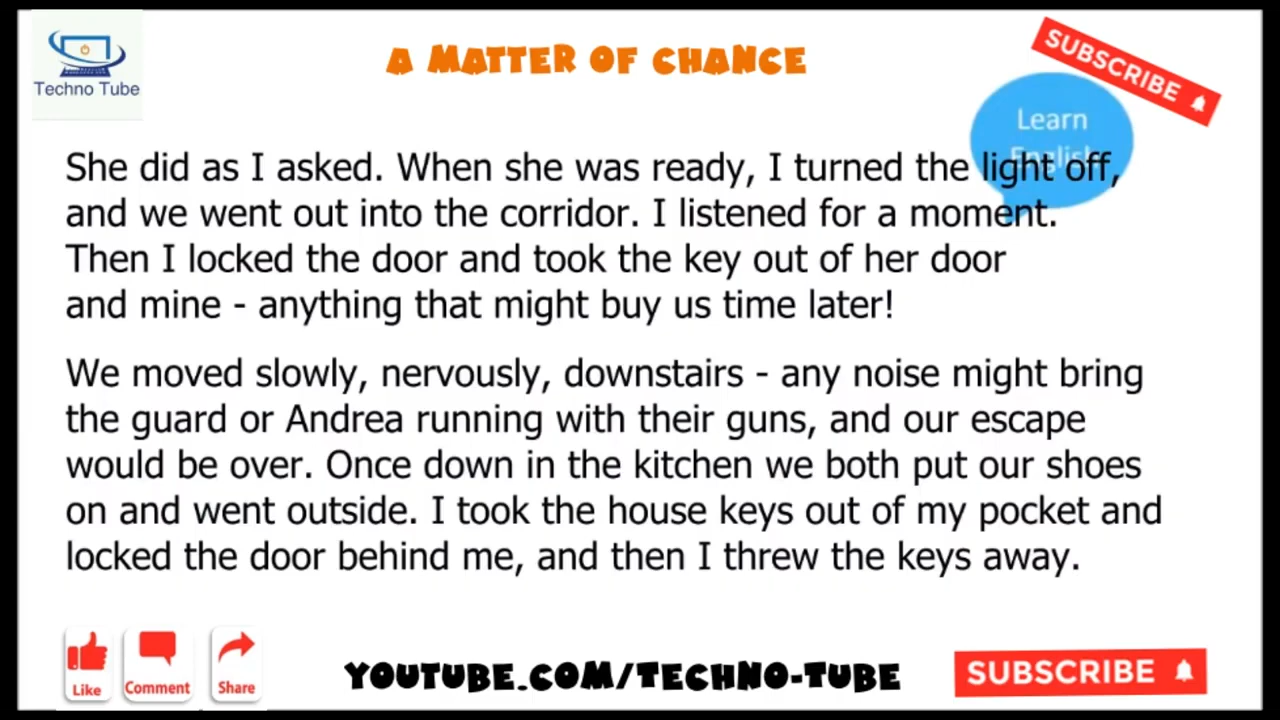 Techno Tube
A MATTER OF CHANCE
SUBSCRIBE
Learn
English
She did as I asked. When she was ready, I turned the light off,
and we went out into the corridor. I listened for a moment.
Then I locked the door and took the key out of her door
and mine - anything that might buy us time later!
We moved slowly, nervously, downstairs - any noise might bring
the guard or Andrea running with their guns, and our escape
would be over. Once down in the kitchen we both put our shoes
on and went outside. I took the house keys out of my pocket and
locked the door behind me, and then I threw the keys away.
Like
Comment
Share
YOUTUBE.COM/TECHNO-TUBE
SUBSCRIBE